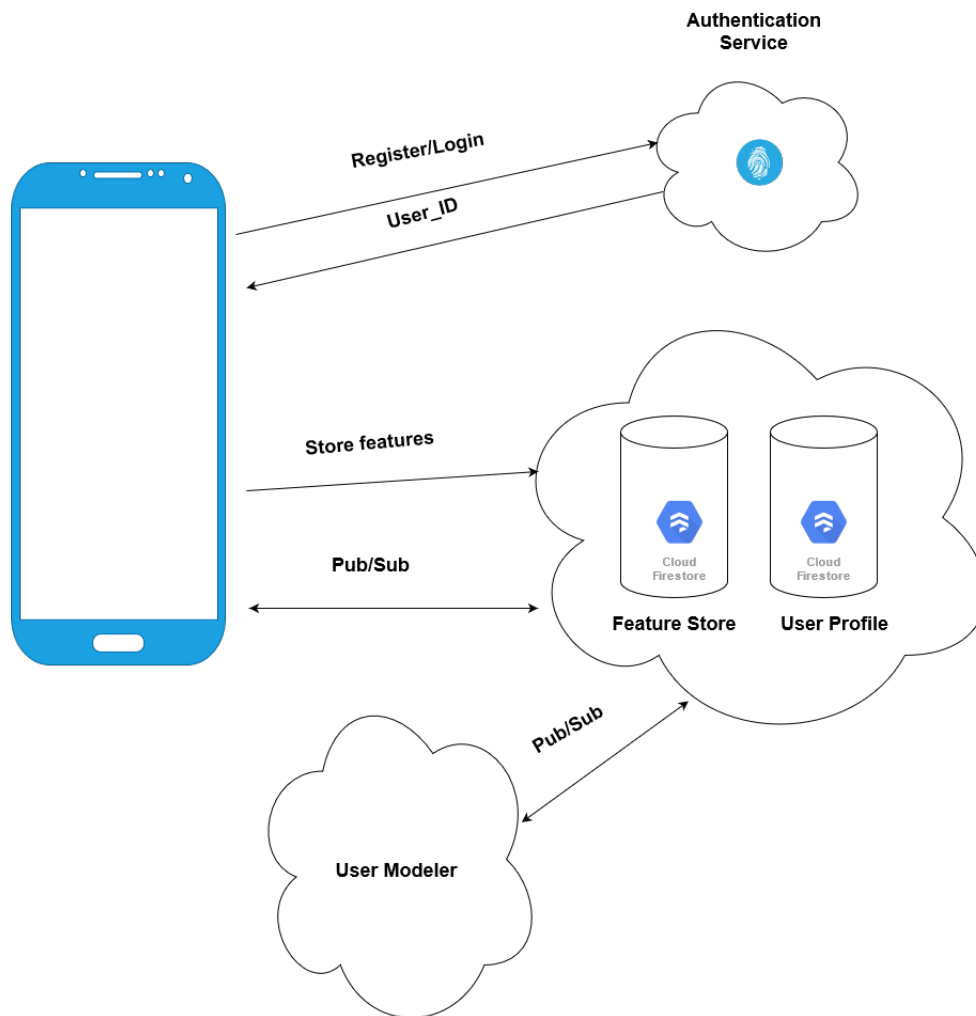 Authentication
Service
Register/Login
User_ID
Store features
Pub/Sub
Cloud
Firestore
Cloud
Firestore
Feature Store
User Profile
Pub/Sub
User Modeler